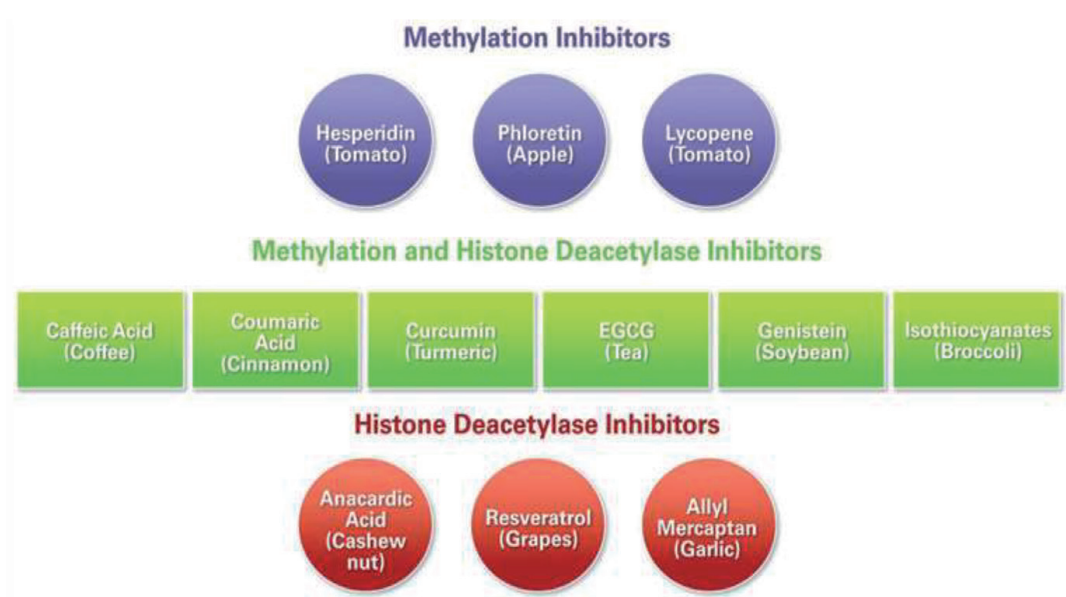 Methylation Inhibitors
Hesperidin
(Tomato)
Phloretin
(Apple)
Lycopene
(Tomato)
Methylation and Histone Deacetylase Inhibitors
Caffeic Acid
(Coffee)
Coumaric
Acid
(Cinnamon)
Curcumin
(Turmeric)
EGCG
(Tea)
Genistein
(Soybean)
Isothiocyanates
(Broccoli)
Histone Deacetylase Inhibitors
Anacardic
Acid
(Cashew
nut)
Resveratrol
(Grapes)
Allyl
Mercaptan
(Garlic)